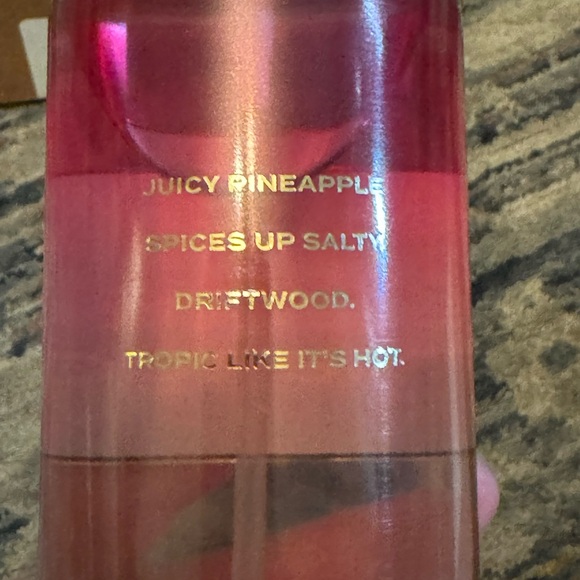 JUICY PINEAPPLE
SPICES UP SALTY
DRIFTWOOD.
TROPIC LIKE IT'S HOT.